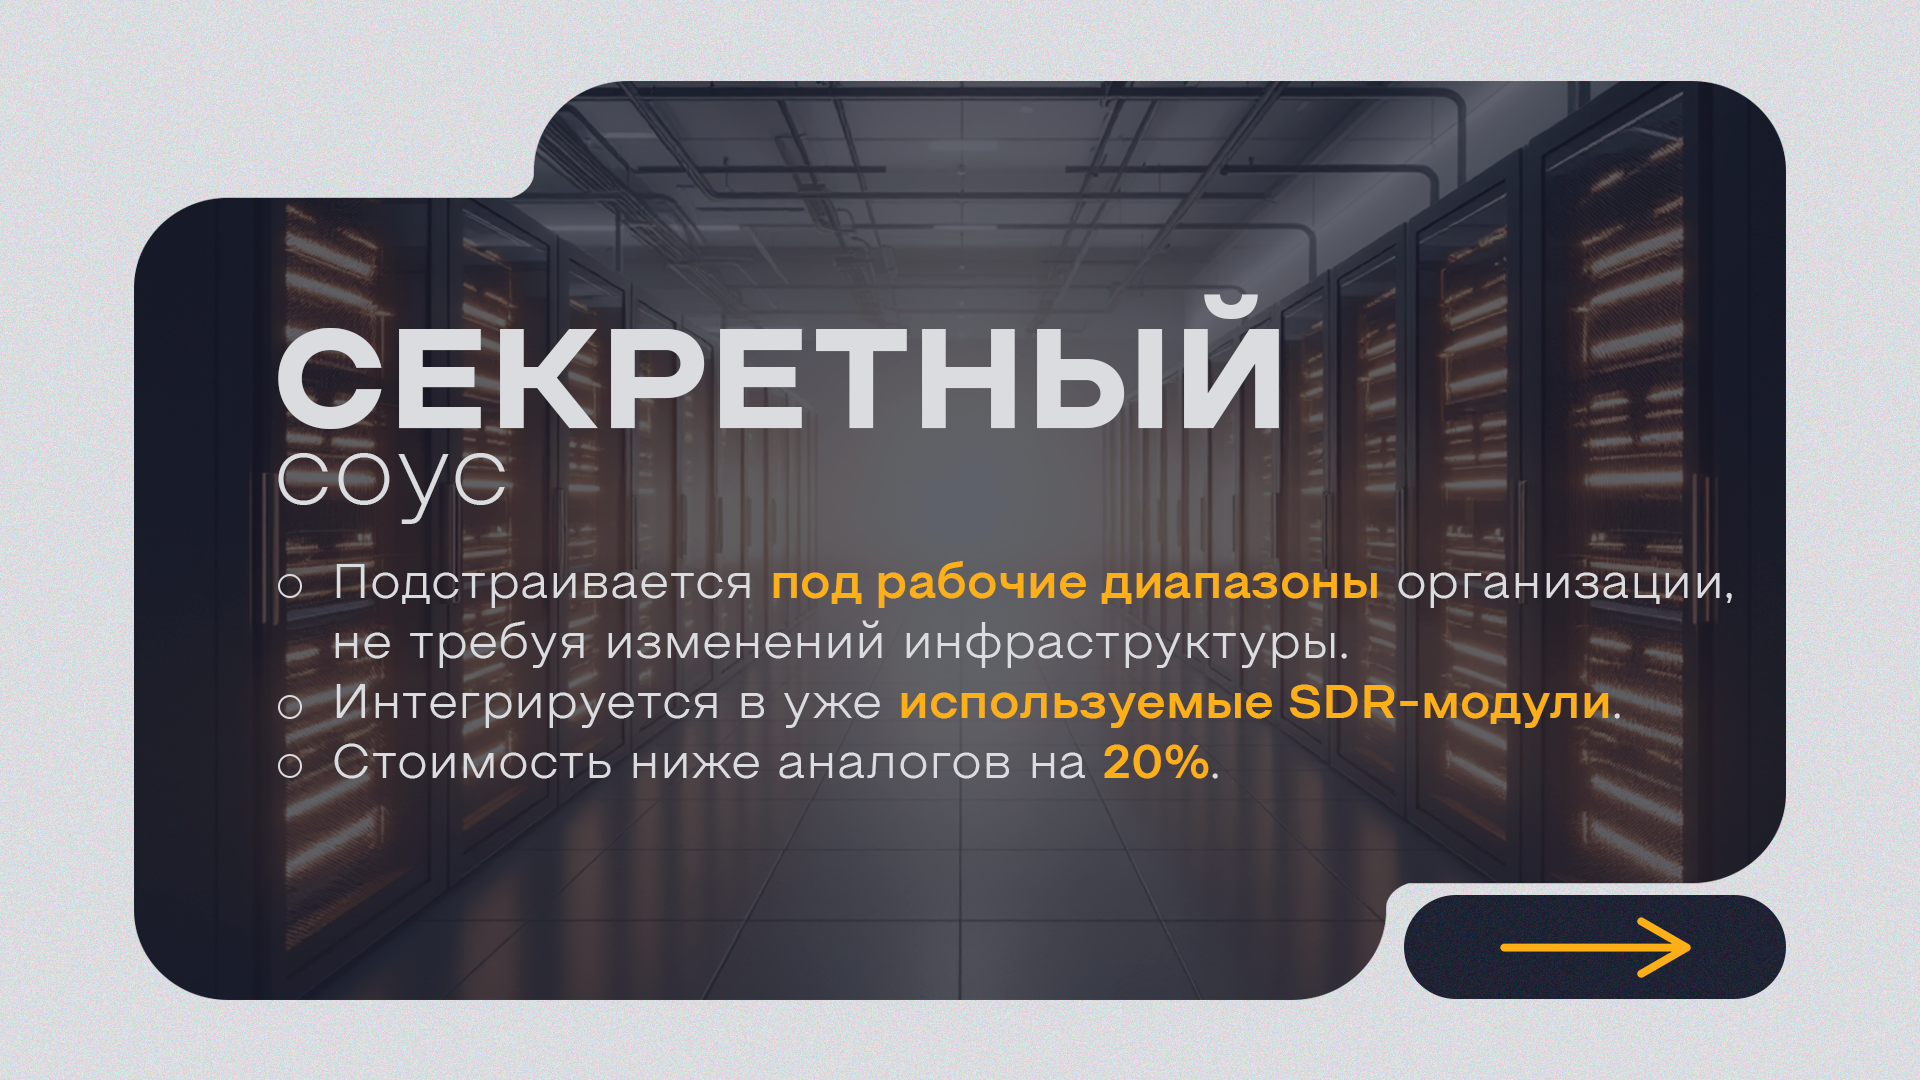 СЕКРЕТНЫЙ
соус
○ Подстраивается под рабочие диапазоны организации,
не требуя изменений инфраструктуры.
○ Интегрируется в уже используемые SDR-модули.
○ Стоимость ниже аналогов на 20%.